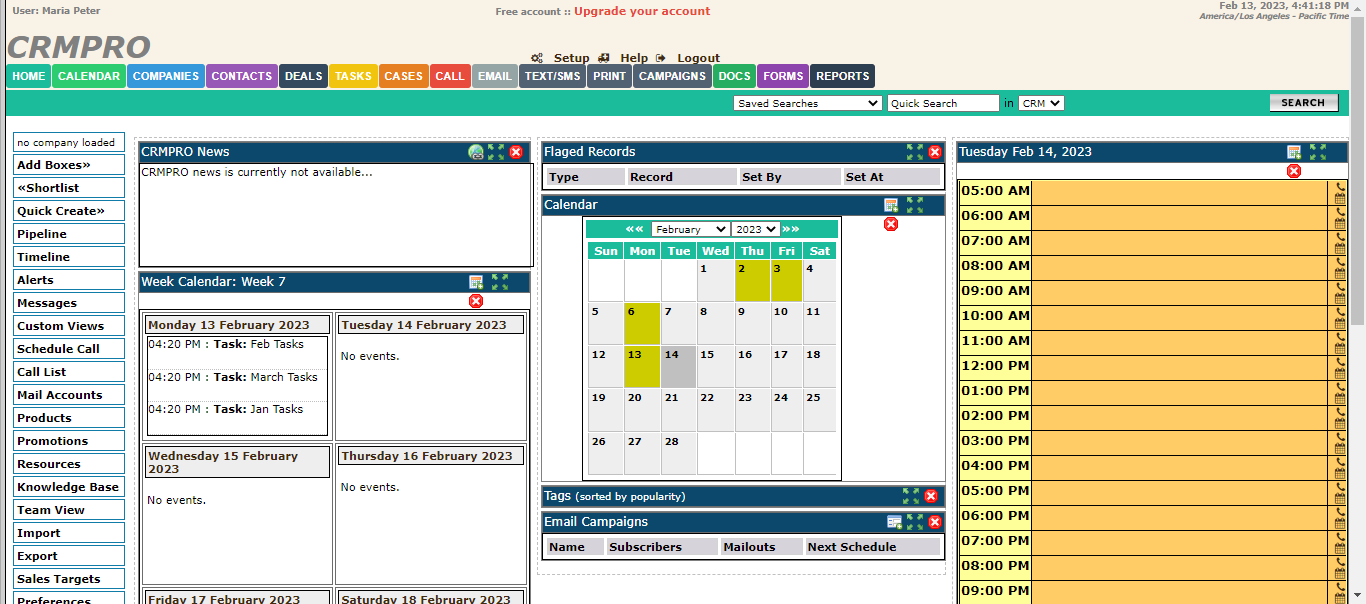 User: Maria Peter
Free account :: Upgrade your account
Feb 13, 2023, 4:41:18 PM
America/Los Angeles - Pacific Time
CRMPRO
Setup Help Logout
HOME CALENDAR COMPANIES CONTACTS DEALS TASKS CASES CALL EMAIL TEXT/SMS PRINT CAMPAIGNS DOCS FORMS REPORTS
Saved Searches Quick Search in CRM SEARCH
no company loaded
Add Boxes»
«Shortlist
Quick Create»
Pipeline
Timeline
Alerts
Messages
Custom Views
Schedule Call
Call List
Mail Accounts
Products
Promotions
Resources
Knowledge Base
Team View
Import
Export
Sales Targets
Preferences
CRMPRO News
CRMPRO news is currently not available...
Week Calendar: Week 7
Monday 13 February 2023
04:20 PM : Task: Feb Tasks
04:20 PM : Task: March Tasks
04:20 PM : Task: Jan Tasks
Tuesday 14 February 2023
No events.
Wednesday 15 February
2023
No events.
Thursday 16 February 2023
No events.
Friday 17 February 2023
Saturday 18 February 2023
Flaged Records
Type Record Set By Set At
Calendar
«« February 2023 »»
Sun Mon Tue Wed Thu Fri Sat
1 2 3 4
5 6 7 8 9 10 11
12 13 14 15 16 17 18
19 20 21 22 23 24 25
26 27 28
Tags (sorted by popularity)
Email Campaigns
Name Subscribers Mailouts Next Schedule
Tuesday Feb 14, 2023
05:00 AM
06:00 AM
07:00 AM
08:00 AM
09:00 AM
10:00 AM
11:00 AM
12:00 PM
01:00 PM
02:00 PM
03:00 PM
04:00 PM
05:00 PM
06:00 PM
07:00 PM
08:00 PM
09:00 PM